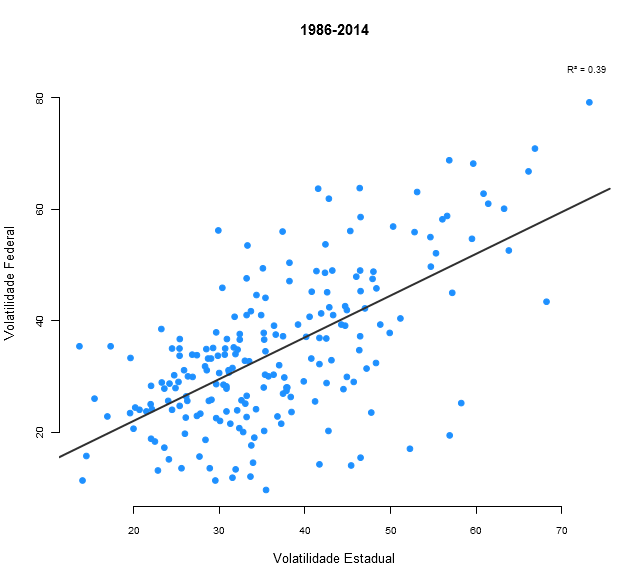 1986-2014
R² = 0.39
Volatilidade Federal
80
60
40
20
20 30 40 50 60 70
Volatilidade Estadual